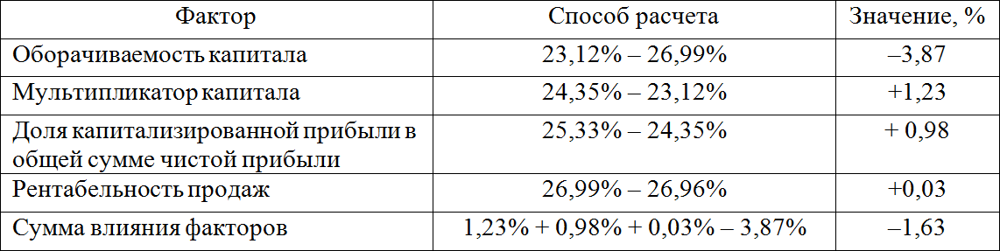 Фактор Способ расчета Значение, %
Оборачиваемость капитала 23,12% – 26,99% –3,87
Мультипликатор капитала 24,35% – 23,12% +1,23
Доля капитализированной прибыли в 25,33% – 24,35% + 0,98
общей сумме чистой прибыли
Рентабельность продаж 26,99% – 26,96% +0,03
Сумма влияния факторов 1,23% + 0,98% + 0,03% – 3,87% –1,63